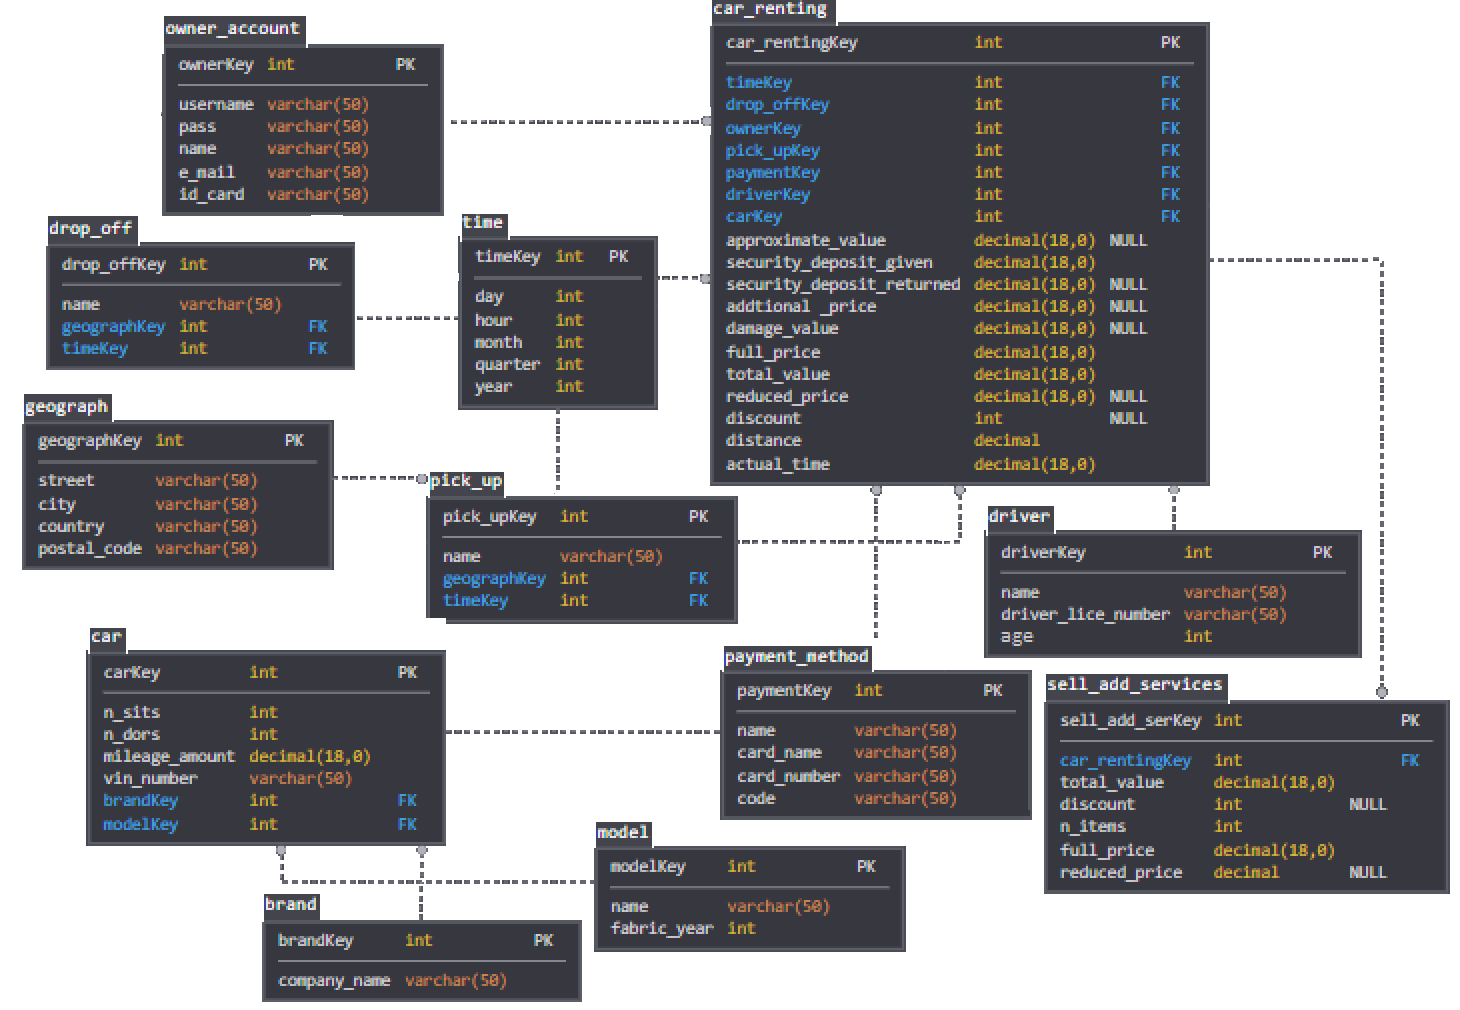 owner_account
ownerKey int PK
username varchar(50)
pass varchar(50)
name varchar(50)
e_mail varchar(50)
id_card varchar(50)
car_renting
car_rentingKey int PK
timeKey int FK
drop_offKey int FK
ownerKey int FK
pick_upKey int FK
paymentKey int FK
driverKey int FK
carKey int FK
approximate_value decimal(18,0) NULL
security_deposit_given decimal(18,0)
security_deposit_returned decimal(18,0) NULL
addtional _price decimal(18,0) NULL
damage_value decimal(18,0) NULL
full_price decimal(18,0)
total_value decimal(18,0)
reduced_price decimal(18,0) NULL
discount int NULL
distance decimal
actual_time decimal(18,0)
drop_off
drop_offKey int PK
name varchar(50)
geographKey int FK
timeKey int FK
time
timeKey int PK
day int
hour int
month int
quarter int
year int
geograph
geographKey int PK
street varchar(50)
city varchar(50)
country varchar(50)
postal_code varchar(50)
pick_up
pick_upKey int PK
name varchar(50)
geographKey int FK
timeKey int FK
driver
driverKey int PK
name varchar(50)
driver_lice_number varchar(50)
age int
car
carKey int PK
n_sits int
n_dors int
mileage_amount decimal(18,0)
vin_number varchar(50)
brandKey int FK
modelKey int FK
payment_method
paymentKey int PK
name varchar(50)
card_name varchar(50)
card_number varchar(50)
code varchar(50)
sell_add_services
sell_add_serKey int PK
car_rentingKey int FK
total_value decimal(18,0)
discount int NULL
n_items int
full_price decimal(18,0)
reduced_price decimal NULL
model
modelKey int PK
name varchar(50)
fabric_year int
brand
brandKey int PK
company_name varchar(50)